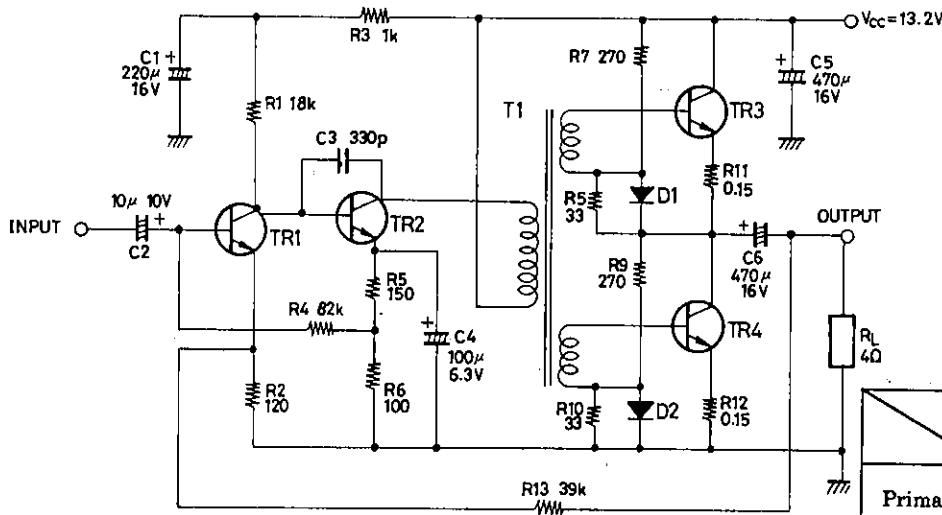 R3 1k
VCC=13.2V
C1 +
220μ
16V
R7 270
+ C5
470μ
16V
R1 18k
T1
TR3
C3 330p
R11
0.15
10μ 10V
+
C2
INPUT
TR1
TR2
R5
33
D1
OUTPUT
+
C6
470μ
16V
R9
270
R5
150
R4 82k
+
C4
100μ
6.3V
TR4
RL
4Ω
R2
120
R6
100
R10
33
D2
R12
0.15
R13 39k
Prima